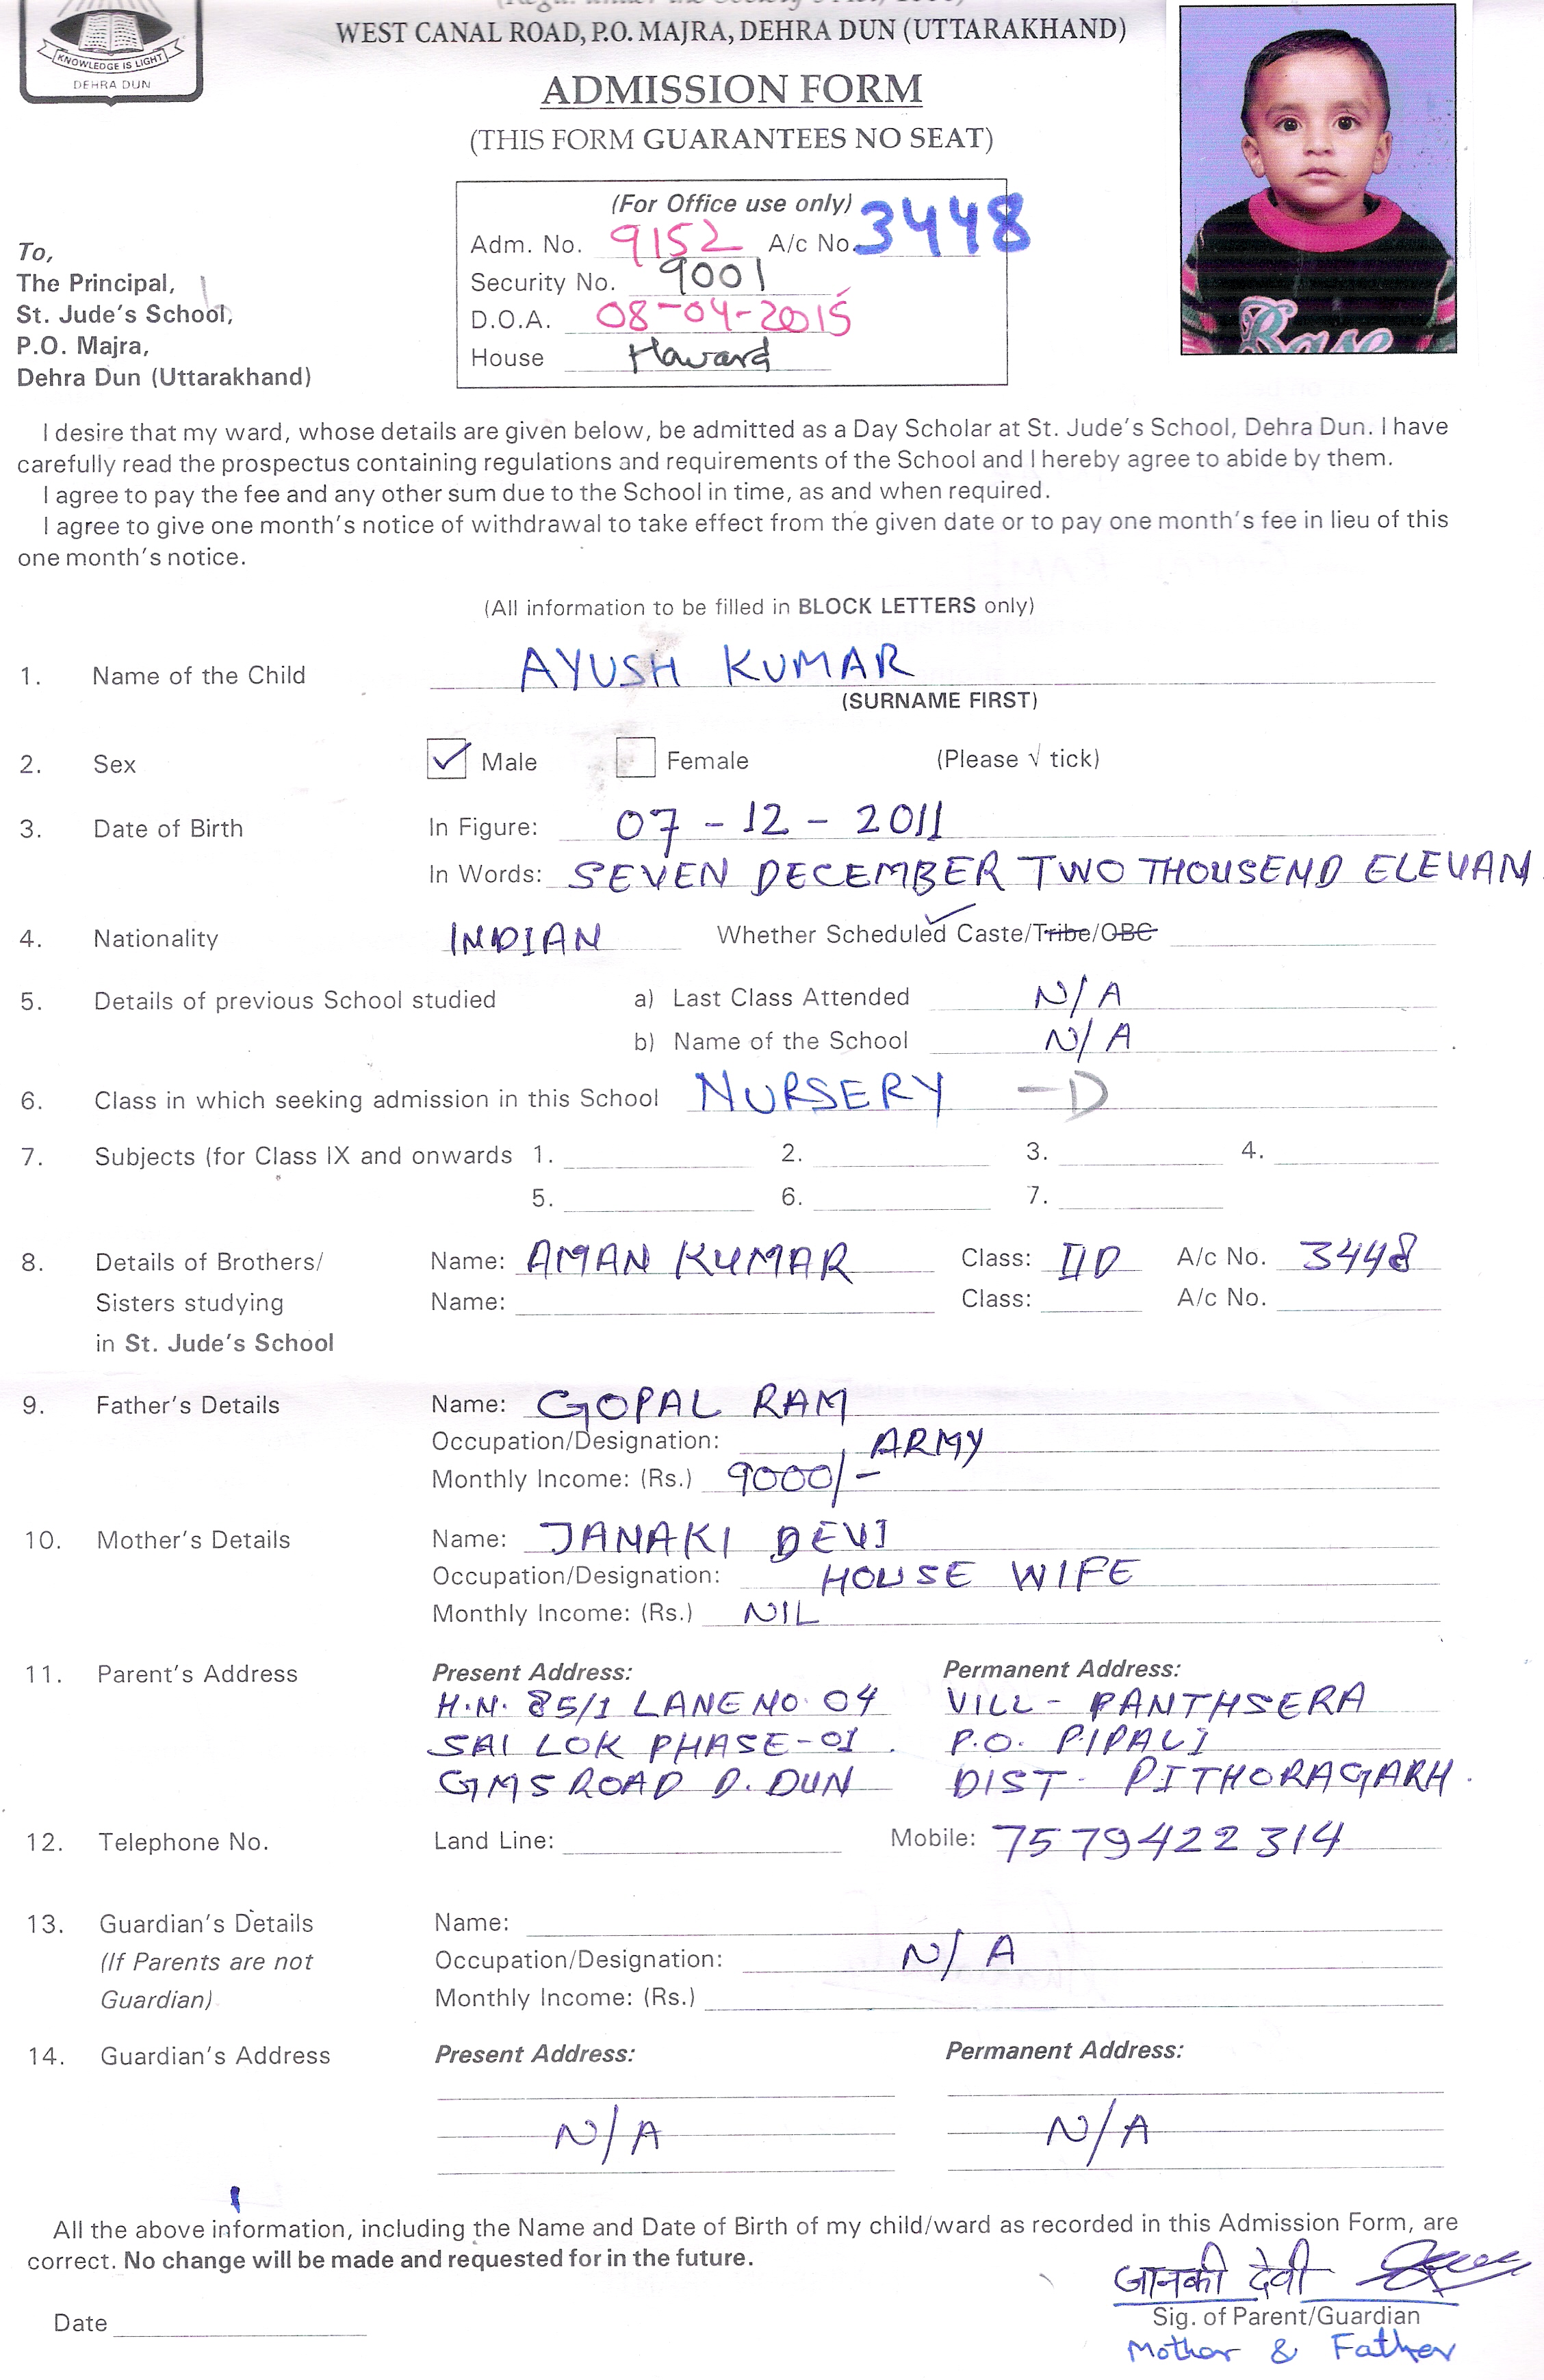 KNOWLEDGE IS LIGHT
DEHRA DUN
WEST CANAL ROAD, P.O. MAJRA, DEHRA DUN (UTTARAKHAND)
ADMISSION FORM
(THIS FORM GUARANTEES NO SEAT)
(For Office use only)
Adm. No. 9152 A/c No. 3448
Security No. 9001
D.O.A. 08-04-2015
House Howard
To,
The Principal,
St. Jude's School,
P.O. Majra,
Dehra Dun (Uttarakhand)
I desire that my ward, whose details are given below, be admitted as a Day Scholar at St. Jude's School, Dehra Dun. I have
carefully read the prospectus containing regulations and requirements of the School and I hereby agree to abide by them.
I agree to pay the fee and any other sum due to the School in time, as and when required.
I agree to give one month's notice of withdrawal to take effect from the given date or to pay one month's fee in lieu of this
one month's notice.
(All information to be filled in BLOCK LETTERS only)
1. Name of the Child AYUSH KUMAR
(SURNAME FIRST)
2. Sex ✓ Male Female (Please √ tick)
3. Date of Birth In Figure: 07 - 12 - 2011
In Words: SEVEN DECEMBER TWO THOUSEND ELEVAN
4. Nationality INDIAN Whether Scheduled Caste/Tribe/OBC
5. Details of previous School studied a) Last Class Attended N/A
b) Name of the School N/A
6. Class in which seeking admission in this School NURSERY - D
7. Subjects (for Class IX and onwards 1. 2. 3. 4.
5. 6. 7.
8. Details of Brothers/ Name: AMAN KUMAR Class: IID A/c No. 3448
Sisters studying Name: Class: A/c No.
in St. Jude's School
9. Father's Details Name: GOPAL RAM
Occupation/Designation: ARMY
Monthly Income: (Rs.) 9000/-
10. Mother's Details Name: JANAKI DEVI
Occupation/Designation: HOUSE WIFE
Monthly Income: (Rs.) NIL
11. Parent's Address Present Address: Permanent Address:
H.N. 85/1 LANE NO. 04 VILL - PANTHSERA
SAI LOK PHASE-01. P.O. PIPALI
GMS ROAD D. DUN DIST - PITHORAGARH.
12. Telephone No. Land Line: Mobile: 7579422314
13. Guardian's Details Name:
(If Parents are not Occupation/Designation: N/A
Guardian) Monthly Income: (Rs.)
14. Guardian's Address Present Address: Permanent Address:
N/A N/A
All the above information, including the Name and Date of Birth of my child/ward as recorded in this Admission Form, are
correct. No change will be made and requested for in the future.
जानकी देवी
Date Sig. of Parent/Guardian
Mother & Father